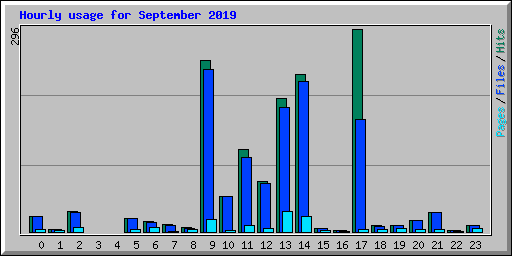 Hourly usage for September 2019
296
Pages / Files / Hits
0 1 2 3 4 5 6 7 8 9 10 11 12 13 14 15 16 17 18 19 20 21 22 23